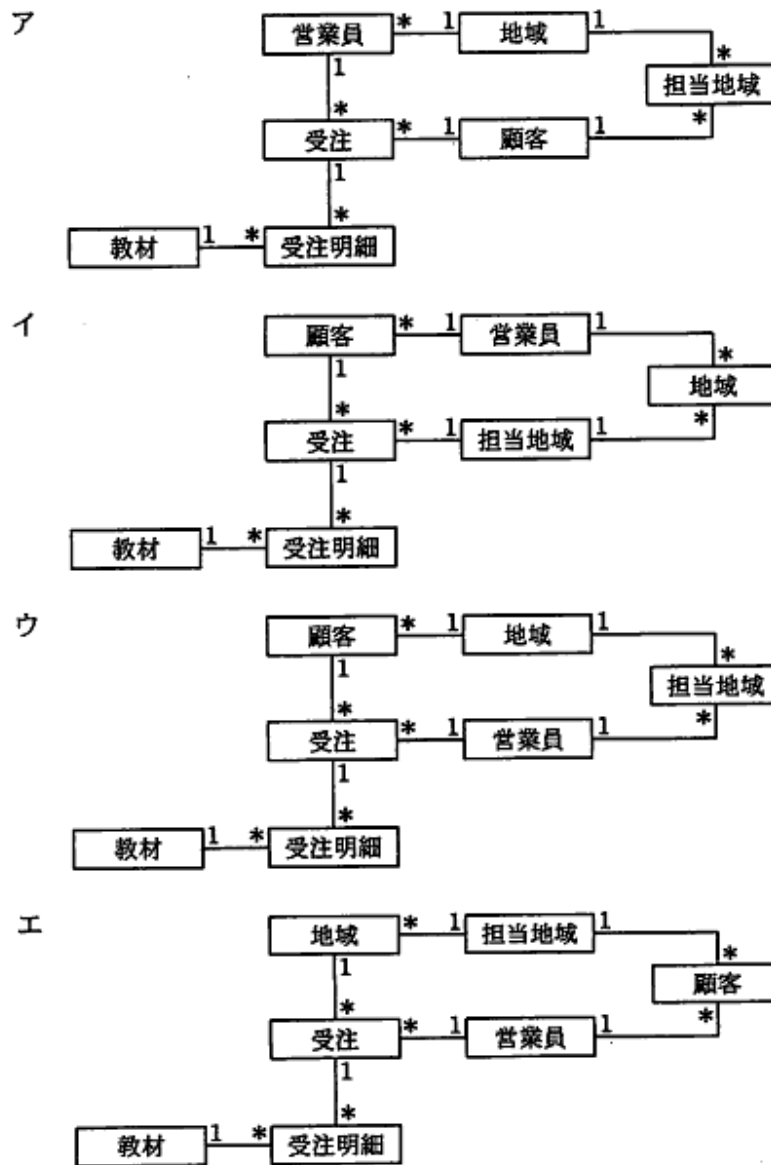 ア
営業員 * 1 地域 1
1 *
担当地域
* *
受注 * 1 顧客 1
1
*
教材 1 * 受注明細
イ
顧客 * 1 営業員 1
1 *
地域
* *
受注 * 1 担当地域 1
1
*
教材 1 * 受注明細
ウ
顧客 * 1 地域 1
1 *
担当地域
* *
受注 * 1 営業員 1
1
*
教材 1 * 受注明細
エ
地域 * 1 担当地域 1
1 *
顧客
* *
受注 * 1 営業員 1
1
*
教材 1 * 受注明細